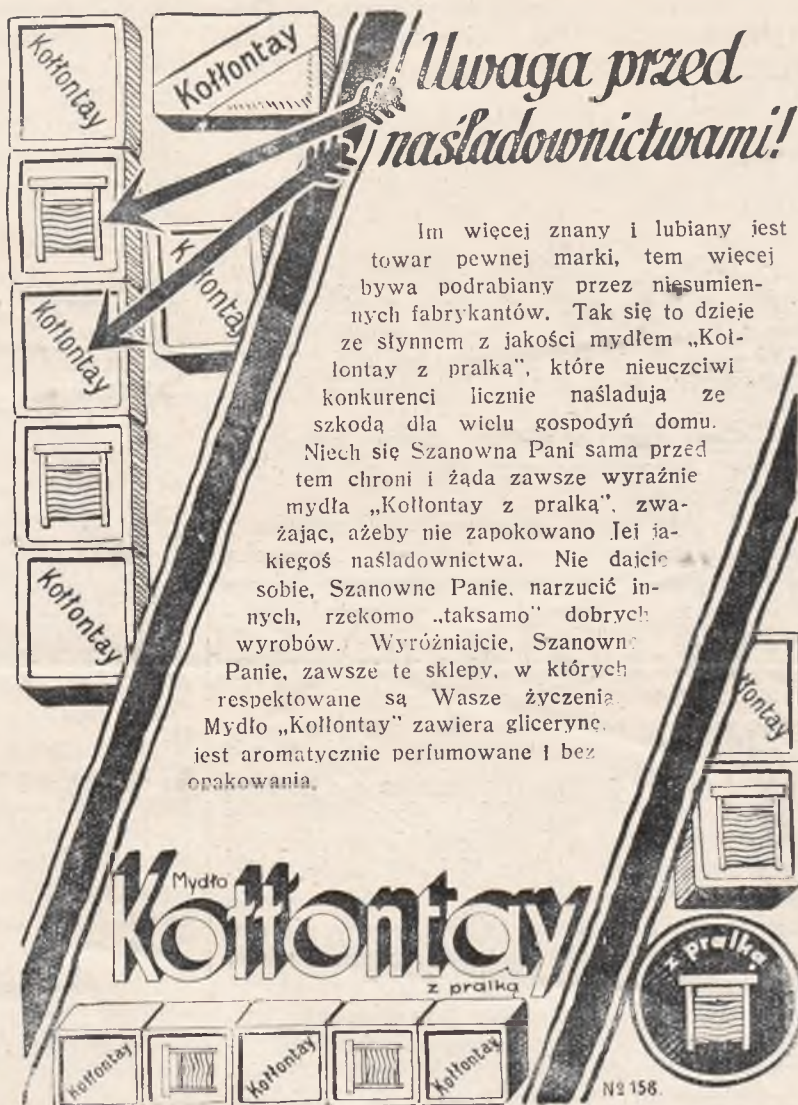 Kołłontay
Kołłontay
Uwaga przed
naśladownictwami!
Kołłontay
Kołłontay
Kołłontay
Im więcej znany i lubiany jest
towar pewnej marki, tem więcej
bywa podrabiany przez niesumien-
nych fabrykantów. Tak się to dzieje
ze słynnem z jakości mydłem „Koł-
łontay z pralką”, które nieuczciwi
konkurenci licznie naśladują ze
szkodą dla wielu gospodyń domu.
Niech się Szanowna Pani sama przed
tem chroni i żąda zawsze wyraźnie
mydła „Kołłontay z pralką”, zwa-
żając, ażeby nie zapokowano Jej ja-
kiegoś naśladownictwa. Nie dajcie
sobie, Szanowne Panie, narzucić in-
nych, rzekomo „taksamo” dobrych
wyrobów. Wyróżniajcie, Szanowne
Panie, zawsze te sklepy, w których
respektowane są Wasze życzenia.
Mydło „Kołłontay” zawiera glicerynę,
jest aromatycznie perfumowane i bez
opakowania.
łłontay
Mydło
Kołłontay
z pralką
z pralką
Kołłontay
Kołłontay
Kołłontay
№ 158.